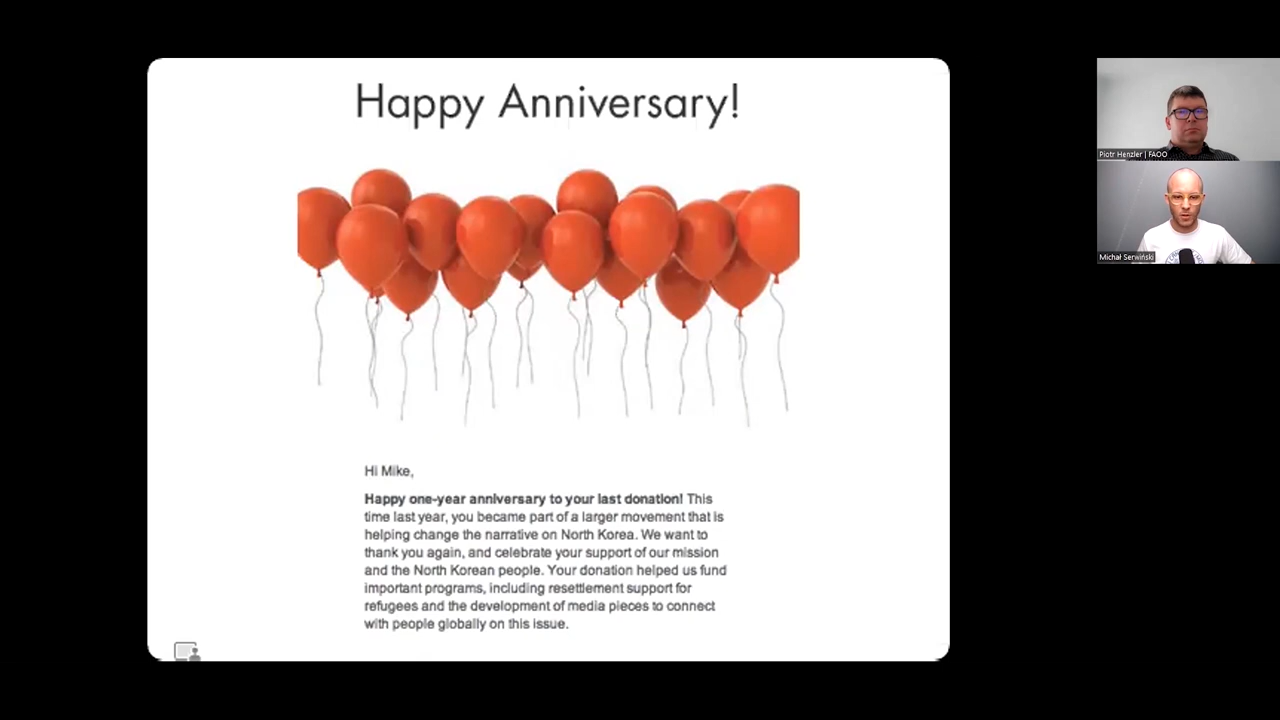 Happy Anniversary!
Hi Mike,
Happy one-year anniversary to your last donation! This
time last year, you became part of a larger movement that is
helping change the narrative on North Korea. We want to
thank you again, and celebrate your support of our mission
and the North Korean people. Your donation helped us fund
important programs, including resettlement support for
refugees and the development of media pieces to connect
with people globally on this issue.
Piotr Henzler | FAOO
Michał Serwiński